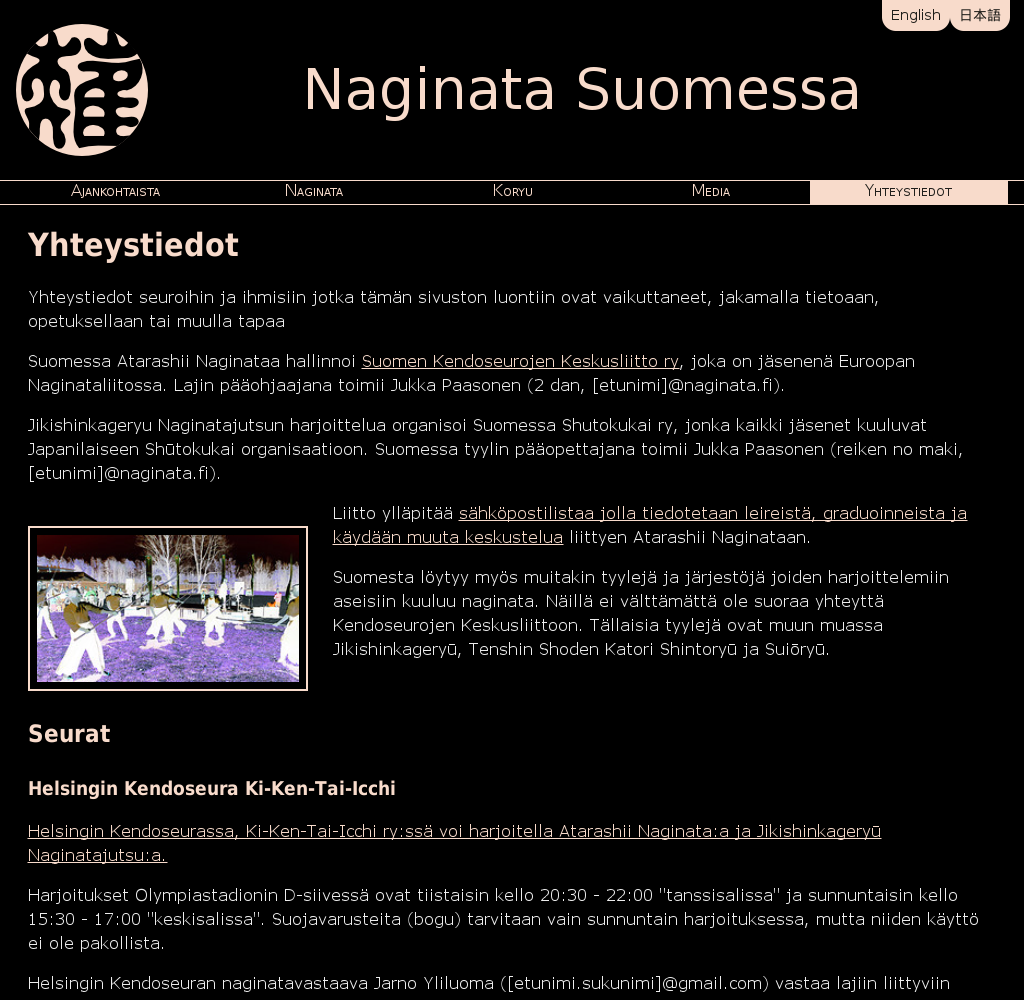 English
日本語
Naginata Suomessa
Ajankohtaista
Naginata
Koryu
Media
Yhteystiedot
Yhteystiedot
Yhteystiedot seuroihin ja ihmisiin jotka tämän sivuston luontiin ovat vaikuttaneet, jakamalla tietoaan,
opetuksellaan tai muulla tapaa
Suomessa Atarashii Naginataa hallinnoi Suomen Kendoseurojen Keskusliitto ry, joka on jäsenenä Euroopan
Naginataliitossa. Lajin pääohjaajana toimii Jukka Paasonen (2 dan, [etunimi]@naginata.fi).
Jikishinkageryu Naginatajutsun harjoittelua organisoi Suomessa Shutokukai ry, jonka kaikki jäsenet kuuluvat
Japanilaiseen Shūtokukai organisaatioon. Suomessa tyylin pääopettajana toimii Jukka Paasonen (reiken no maki,
[etunimi]@naginata.fi).
Liitto ylläpitää sähköpostilistaa jolla tiedotetaan leireistä, graduoinneista ja
käydään muuta keskustelua liittyen Atarashii Naginataan.
Suomesta löytyy myös muitakin tyylejä ja järjestöjä joiden harjoittelemiin
aseisiin kuuluu naginata. Näillä ei välttämättä ole suoraa yhteyttä
Kendoseurojen Keskusliittoon. Tällaisia tyylejä ovat muun muassa
Jikishinkageryū, Tenshin Shoden Katori Shintoryū ja Suiōryū.
Seurat
Helsingin Kendoseura Ki-Ken-Tai-Icchi
Helsingin Kendoseurassa, Ki-Ken-Tai-Icchi ry:ssä voi harjoitella Atarashii Naginata:a ja Jikishinkageryū
Naginatajutsu:a.
Harjoitukset Olympiastadionin D-siivessä ovat tiistaisin kello 20:30 - 22:00 "tanssisalissa" ja sunnuntaisin kello
15:30 - 17:00 "keskisalissa". Suojavarusteita (bogu) tarvitaan vain sunnuntain harjoituksessa, mutta niiden käyttö
ei ole pakollista.
Helsingin Kendoseuran naginatavastaava Jarno Yliluoma ([etunimi.sukunimi]@gmail.com) vastaa lajiin liittyviin